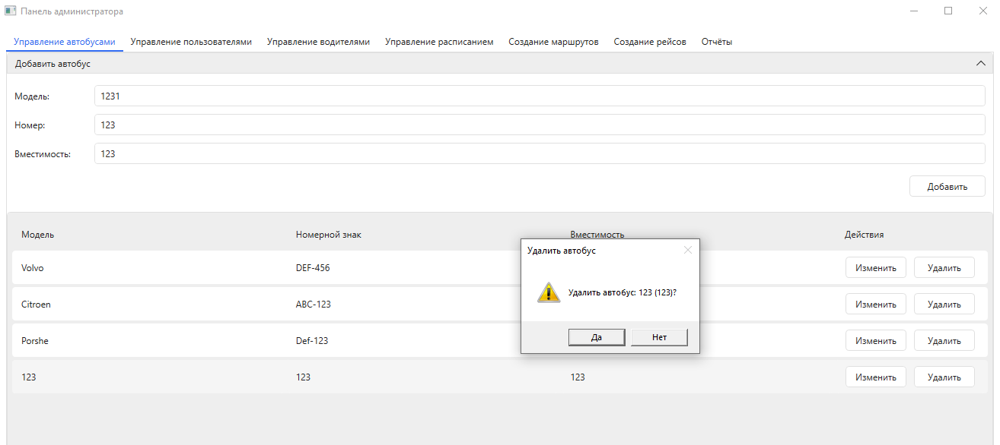 Панель администратора
Управление автобусами Управление пользователями Управление водителями Управление расписанием Создание маршрутов Создание рейсов Отчёты
Добавить автобус
Модель: 1231
Номер: 123
Вместимость: 123
Добавить
Модель Номерной знак Вместимость Действия
Удалить автобус
Volvo DEF-456 Изменить Удалить
Удалить автобус: 123 (123)?
Citroen ABC-123 Изменить Удалить
Да Нет
Porshe Def-123 Изменить Удалить
123 123 123 Изменить Удалить